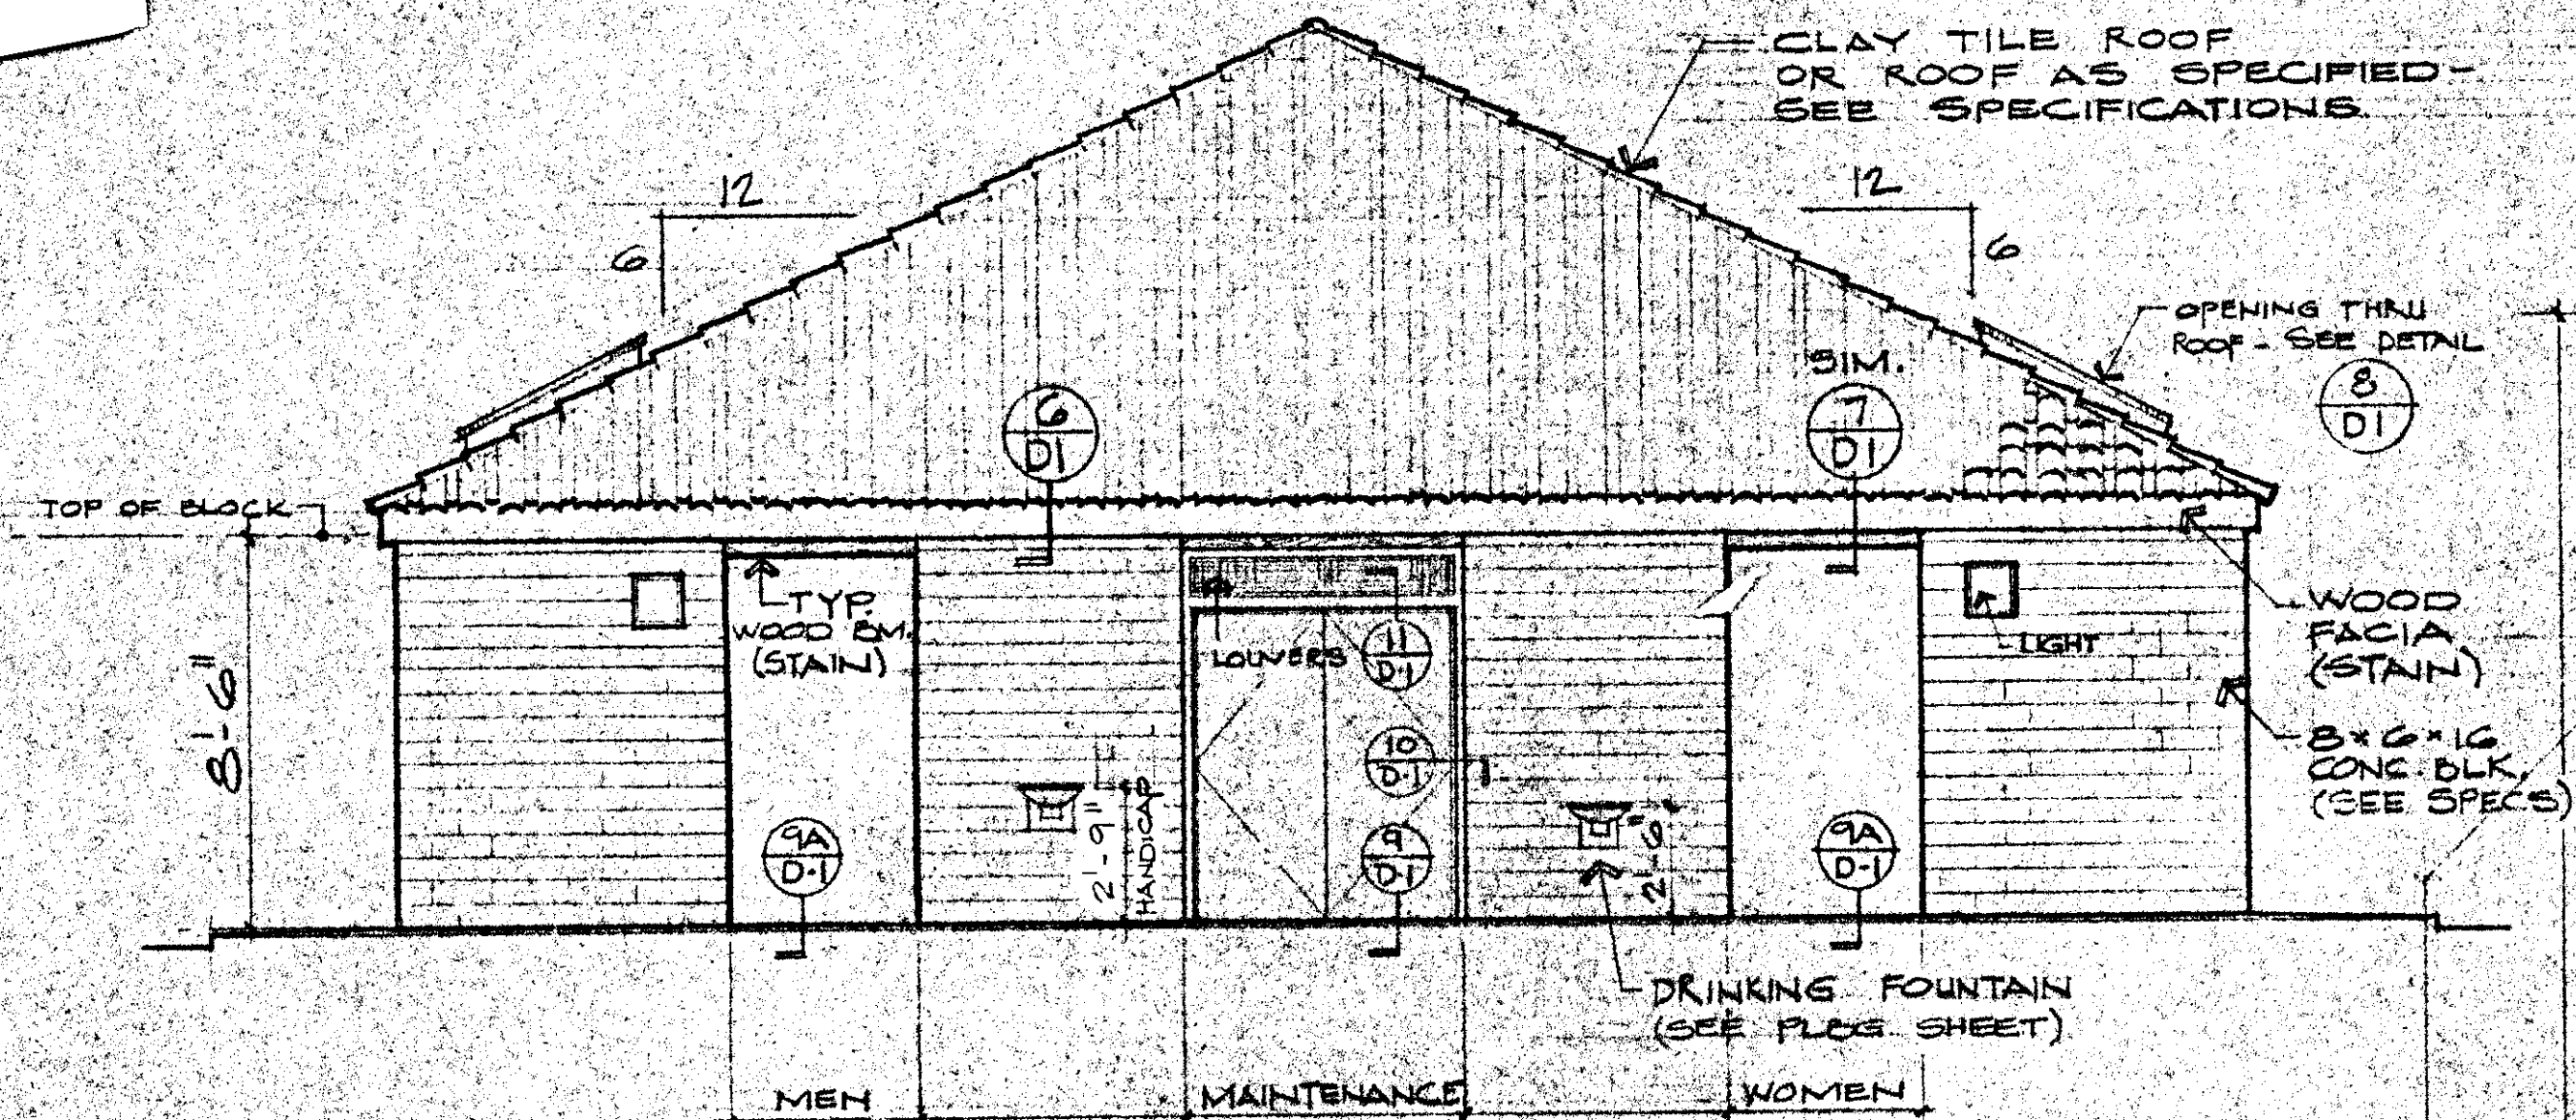 CLAY TILE ROOF
OR ROOF AS SPECIFIED-
SEE SPECIFICATIONS.
12
6
12
6
OPENING THRU
ROOF - SEE DETAIL
8
D1
SIM.
6
D1
7
D1
TOP OF BLOCK
8'-6"
TYP.
WOOD BM.
(STAIN)
LOUVERS
11
D-1
10
D-1
9
D-1
9A
D-1
9A
D-1
2'-9"
HANDICAP
LIGHT
WOOD
FACIA
(STAIN)
8x6x16
CONC. BLK.
(SEE SPECS)
DRINKING FOUNTAIN
(SEE PLBG SHEET)
MEN
MAINTENANCE
WOMEN